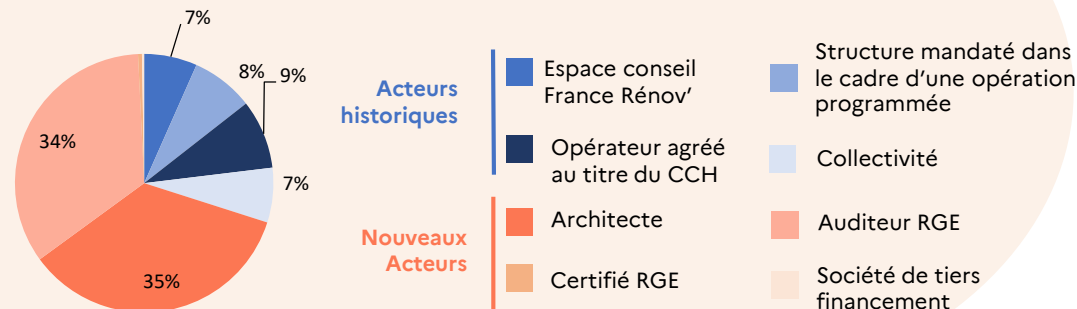 7%
8%
9%
34%
7%
35%
Acteurs
historiques
Espace conseil
France Rénov’
Structure mandaté dans
le cadre d’une opération
programmée
Opérateur agréé
au titre du CCH
Collectivité
Nouveaux
Acteurs
Architecte
Auditeur RGE
Certifié RGE
Société de tiers
financement